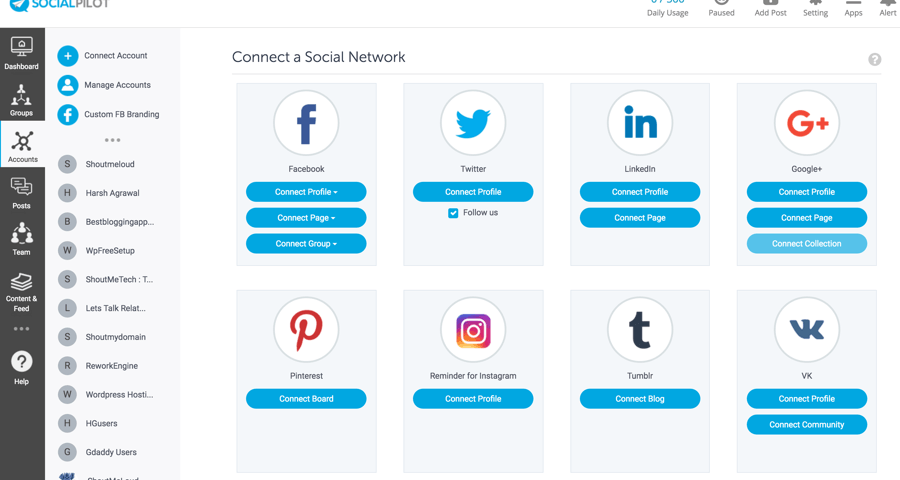 SOCIALPILOT
Daily Usage
Paused
Add Post
Setting
Apps
Alert
Dashboard
Groups
Accounts
Posts
Team
Content &
Feed
Help
Connect Account
Manage Accounts
Custom FB Branding
S Shoutmeloud
H Harsh Agrawal
B Bestbloggingapp...
W WpFreeSetup
S ShoutMeTech : T...
L Lets Talk Relat...
S Shoutmydomain
R ReworkEngine
W Wordpress Hosti...
H HGusers
G Gdaddy Users
ShoutMeLoud
Connect a Social Network
?
Facebook
Connect Profile
Connect Page
Connect Group
Twitter
Connect Profile
Follow us
in
LinkedIn
Connect Profile
Connect Page
G+
Google+
Connect Profile
Connect Page
Connect Collection
Pinterest
Connect Board
Reminder for Instagram
Connect Profile
Tumblr
Connect Blog
VK
Connect Profile
Connect Community